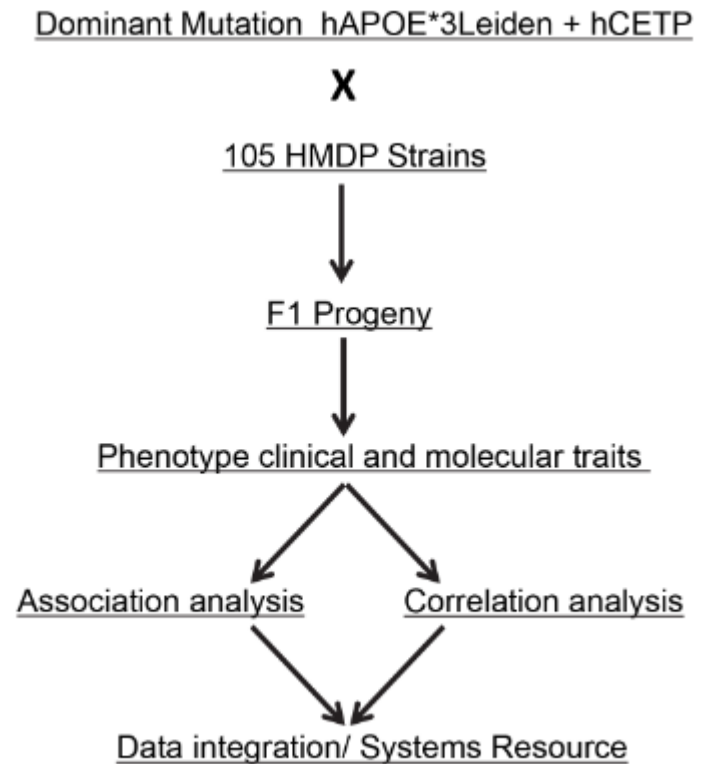 Dominant Mutation hAPOE*3Leiden + hCETP
X
105 HMDP Strains
F1 Progeny
Phenotype clinical and molecular traits
Association analysis
Correlation analysis
Data integration/ Systems Resource